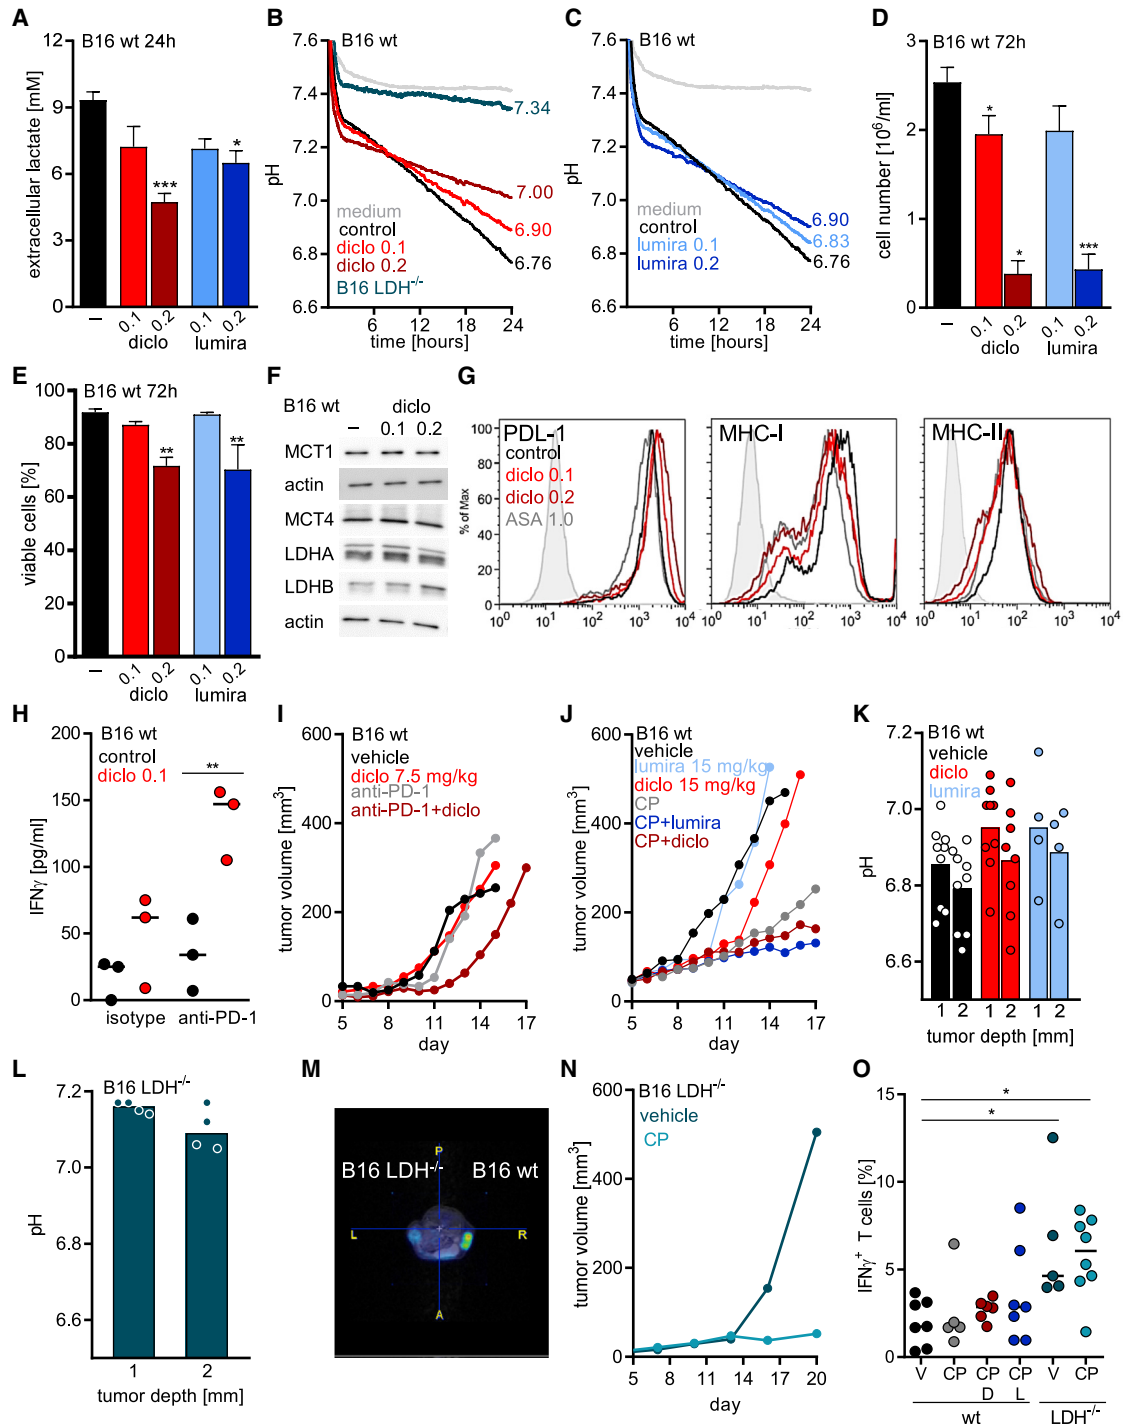 A
B16 wt 24h
extracellular lactate [mM]
12
9
6
3
0
***
*
–
0.1
0.2
0.1
0.2
diclo
lumira
B
B16 wt
pH
7.6
7.4
7.2
7.0
6.8
6.6
7.34
7.00
6.90
6.76
medium
control
diclo 0.1
diclo 0.2
B16 LDH-/-
6
12
18
24
time [hours]
C
B16 wt
pH
7.6
7.4
7.2
7.0
6.8
6.6
6.90
6.83
6.76
medium
control
lumira 0.1
lumira 0.2
6
12
18
24
time [hours]
D
B16 wt 72h
cell number [10⁶/ml]
3
2
1
0
*
*
***
–
0.1
0.2
0.1
0.2
diclo
lumira
E
B16 wt 72h
viable cells [%]
100
80
60
40
20
0
**
**
–
0.1
0.2
0.1
0.2
diclo
lumira
F
B16 wt
diclo
–
0.1
0.2
MCT1
actin
MCT4
LDHA
LDHB
actin
G
% of Max
100
80
60
40
20
0
PDL-1
control
diclo 0.1
diclo 0.2
ASA 1.0
10¹ 10² 10³ 10⁴
MHC-I
10¹ 10² 10³ 10⁴
MHC-II
10¹ 10² 10³ 10⁴
H
B16 wt
control
diclo 0.1
**
IFNγ [pg/ml]
200
150
100
50
0
isotype
anti-PD-1
I
B16 wt
vehicle
diclo 7.5 mg/kg
anti-PD-1
anti-PD-1+diclo
tumor volume [mm³]
600
400
200
0
5
8
11
14
17
day
J
B16 wt
vehicle
lumira 15 mg/kg
diclo 15 mg/kg
CP
CP+lumira
CP+diclo
tumor volume [mm³]
600
400
200
0
5
8
11
14
17
day
K
B16 wt
vehicle
diclo
lumira
pH
7.2
7.0
6.8
6.6
1 2 1 2 1 2
tumor depth [mm]
L
B16 LDH-/-
pH
7.2
7.0
6.8
6.6
1
2
tumor depth [mm]
M
P
B16 LDH-/-
B16 wt
L
R
A
N
B16 LDH-/-
vehicle
CP
tumor volume [mm³]
600
400
200
0
5
8
11
14
17
20
day
O
*
*
IFNγ⁺ T cells [%]
15
10
5
0
V CP CP CP V CP
D L
wt
LDH-/-